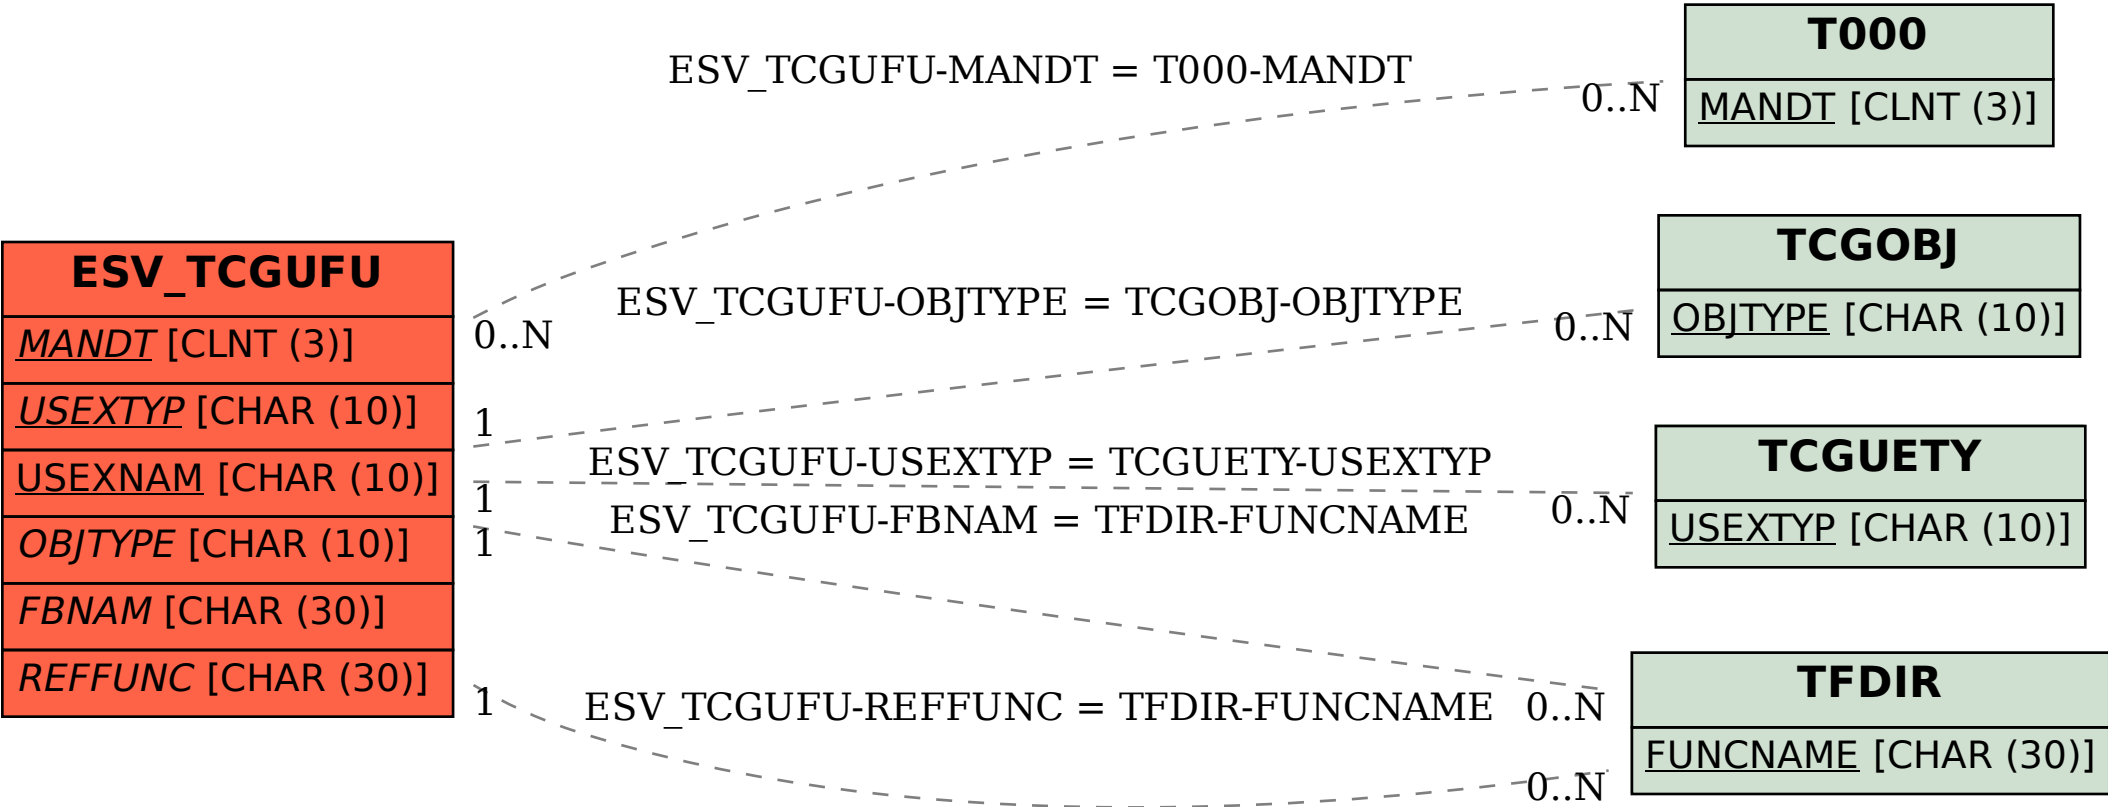 ESV_TCGUFU
MANDT [CLNT (3)]
USEXTYP [CHAR (10)]
USEXNAM [CHAR (10)]
OBJTYPE [CHAR (10)]
FBNAM [CHAR (30)]
REFFUNC [CHAR (30)]
ESV_TCGUFU-MANDT = T000-MANDT
0..N
0..N
ESV_TCGUFU-OBJTYPE = TCGOBJ-OBJTYPE
1
0..N
ESV_TCGUFU-USEXTYP = TCGUETY-USEXTYP
1
0..N
ESV_TCGUFU-FBNAM = TFDIR-FUNCNAME
1
0..N
ESV_TCGUFU-REFFUNC = TFDIR-FUNCNAME
1
0..N
T000
MANDT [CLNT (3)]
TCGOBJ
OBJTYPE [CHAR (10)]
TCGUETY
USEXTYP [CHAR (10)]
TFDIR
FUNCNAME [CHAR (30)]